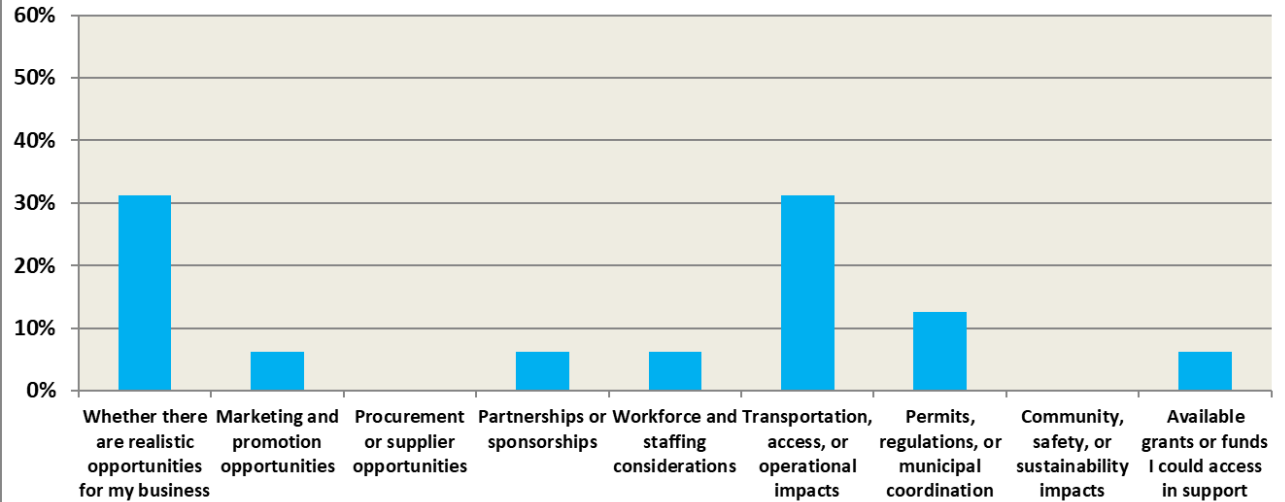 60%
50%
40%
30%
20%
10%
0%
Whether there
are realistic
opportunities
for my business
Marketing and
promotion
opportunities
Procurement
or supplier
opportunities
Partnerships or
sponsorships
Workforce and
staffing
considerations
Transportation,
access, or
operational
impacts
Permits,
regulations, or
municipal
coordination
Community,
safety, or
sustainability
impacts
Available
grants or funds
I could access
in support